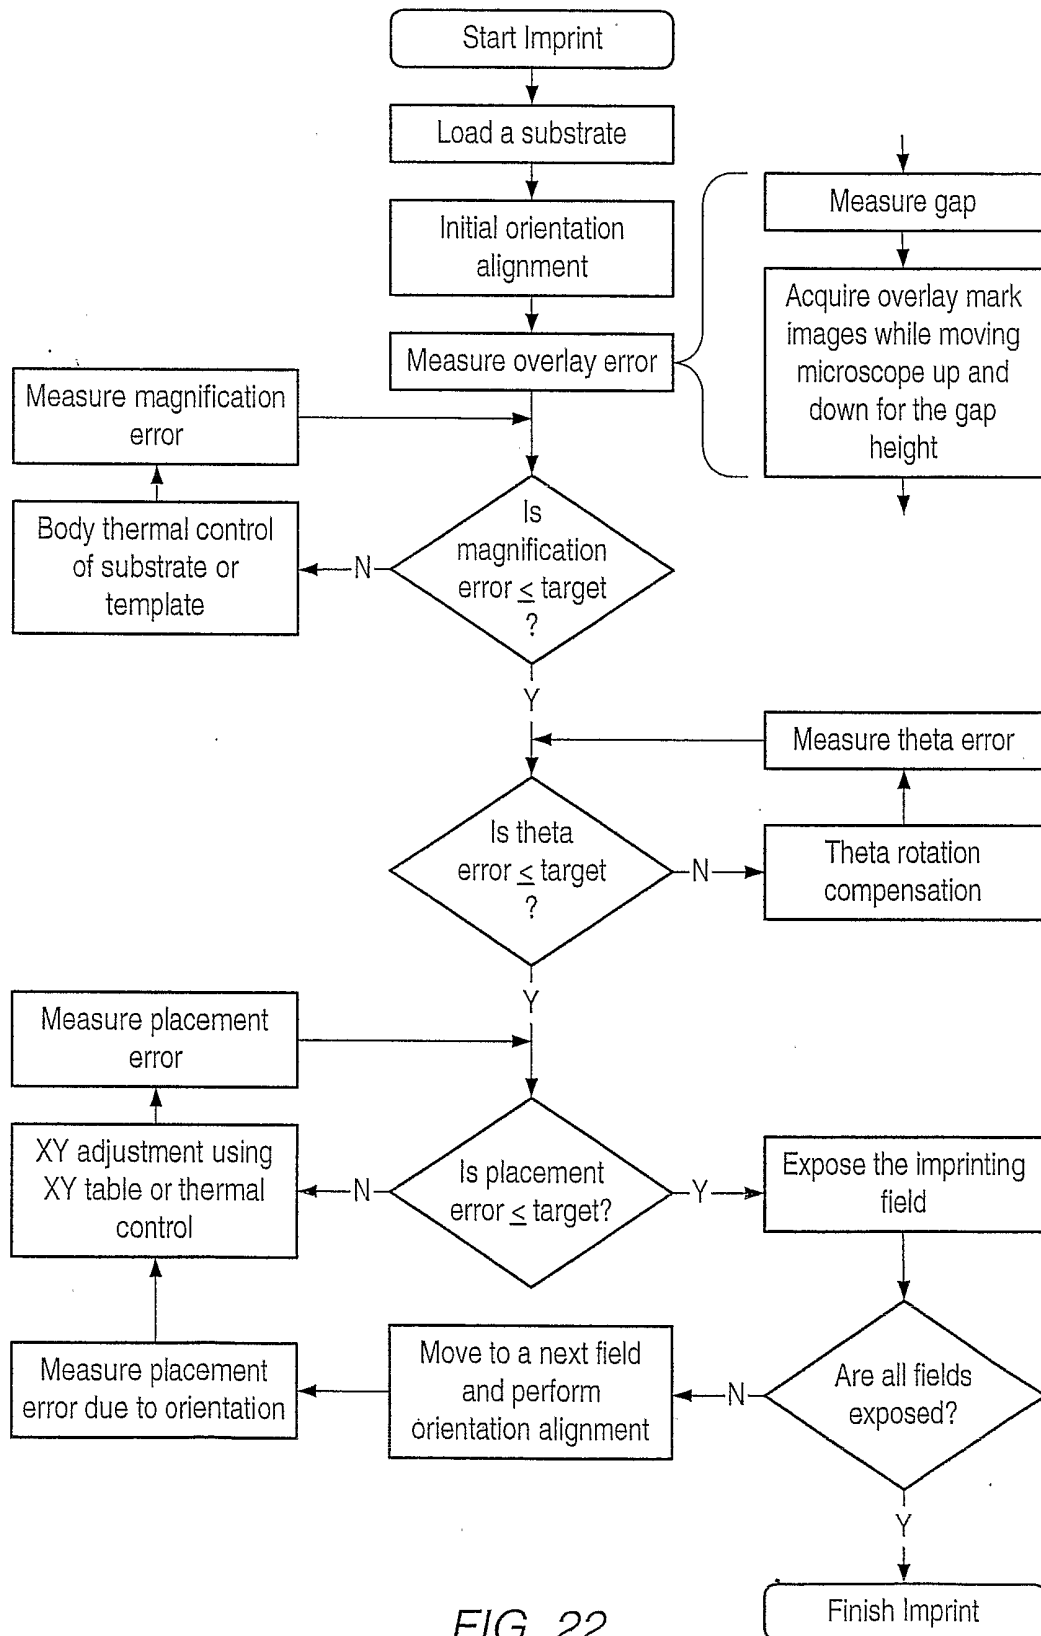 Start Imprint
Load a substrate
Initial orientation
alignment
Measure overlay error
Measure gap
Acquire overlay mark
images while moving
microscope up and
down for the gap
height
Measure magnification
error
Body thermal control
of substrate or
template
N
Is
magnification
error ≤ target
?
Y
Measure theta error
Is theta
error ≤ target
?
N
Theta rotation
compensation
Y
Measure placement
error
XY adjustment using
XY table or thermal
control
N
Is placement
error ≤ target?
Y
Expose the imprinting
field
Measure placement
error due to orientation
Move to a next field
and perform
orientation alignment
N
Are all fields
exposed?
Y
Finish Imprint
FIG. 22